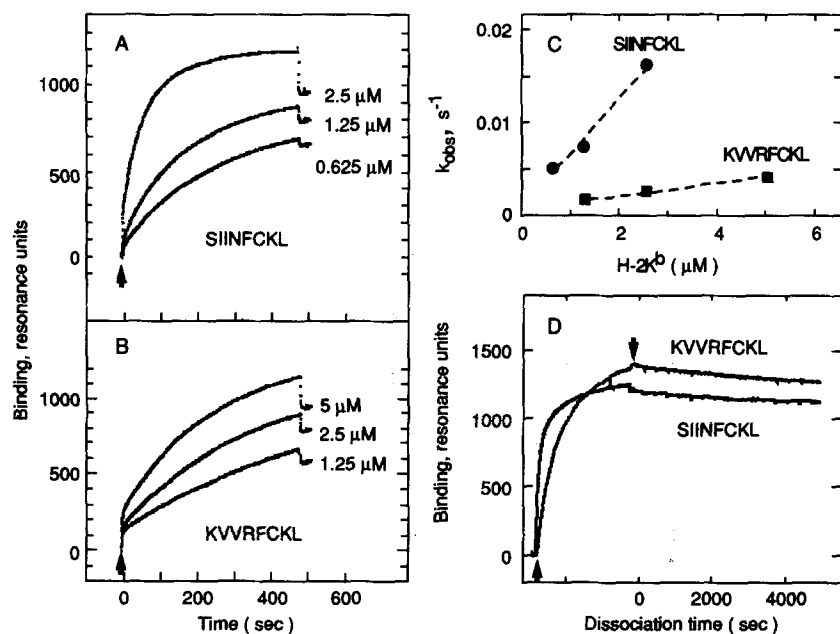 A
1000
500
0
2.5 µM
1.25 µM
0.625 µM
SIINFCKL
B
1000
500
0
5 µM
2.5 µM
1.25 µM
KVVRFCKL
0 200 400 600
Time ( sec )
Binding, resonance units
C
SIINFCKL
KVVRFCKL
0.02
0.01
0
k_obs, s⁻¹
0 2 4 6
H-2Kᵇ ( µM )
D
KVVRFCKL
SIINFCKL
1500
1000
500
0
Binding, resonance units
0 2000 4000
Dissociation time ( sec )